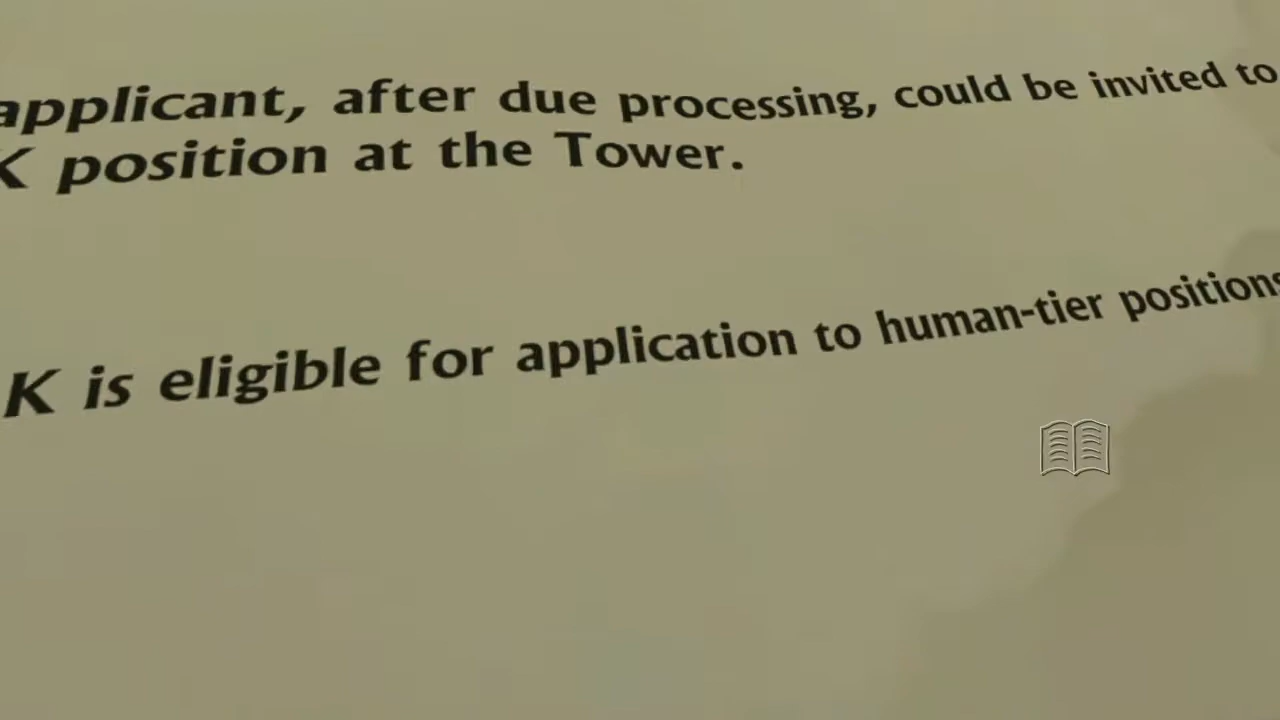 applicant, after due processing, could be invited to
K position at the Tower.
K is eligible for application to human-tier positions